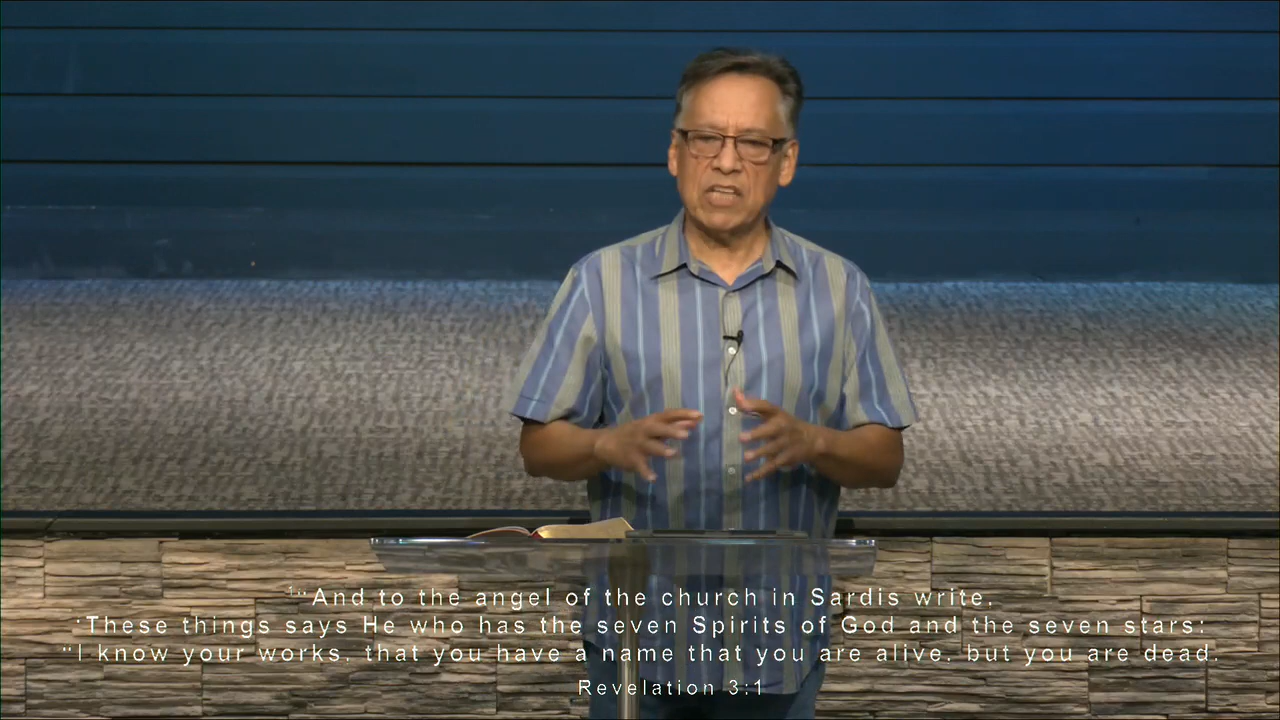 ¹“And to the angel of the church in Sardis write,
‘These things says He who has the seven Spirits of God and the seven stars:
“I know your works, that you have a name that you are alive, but you are dead.
Revelation 3:1